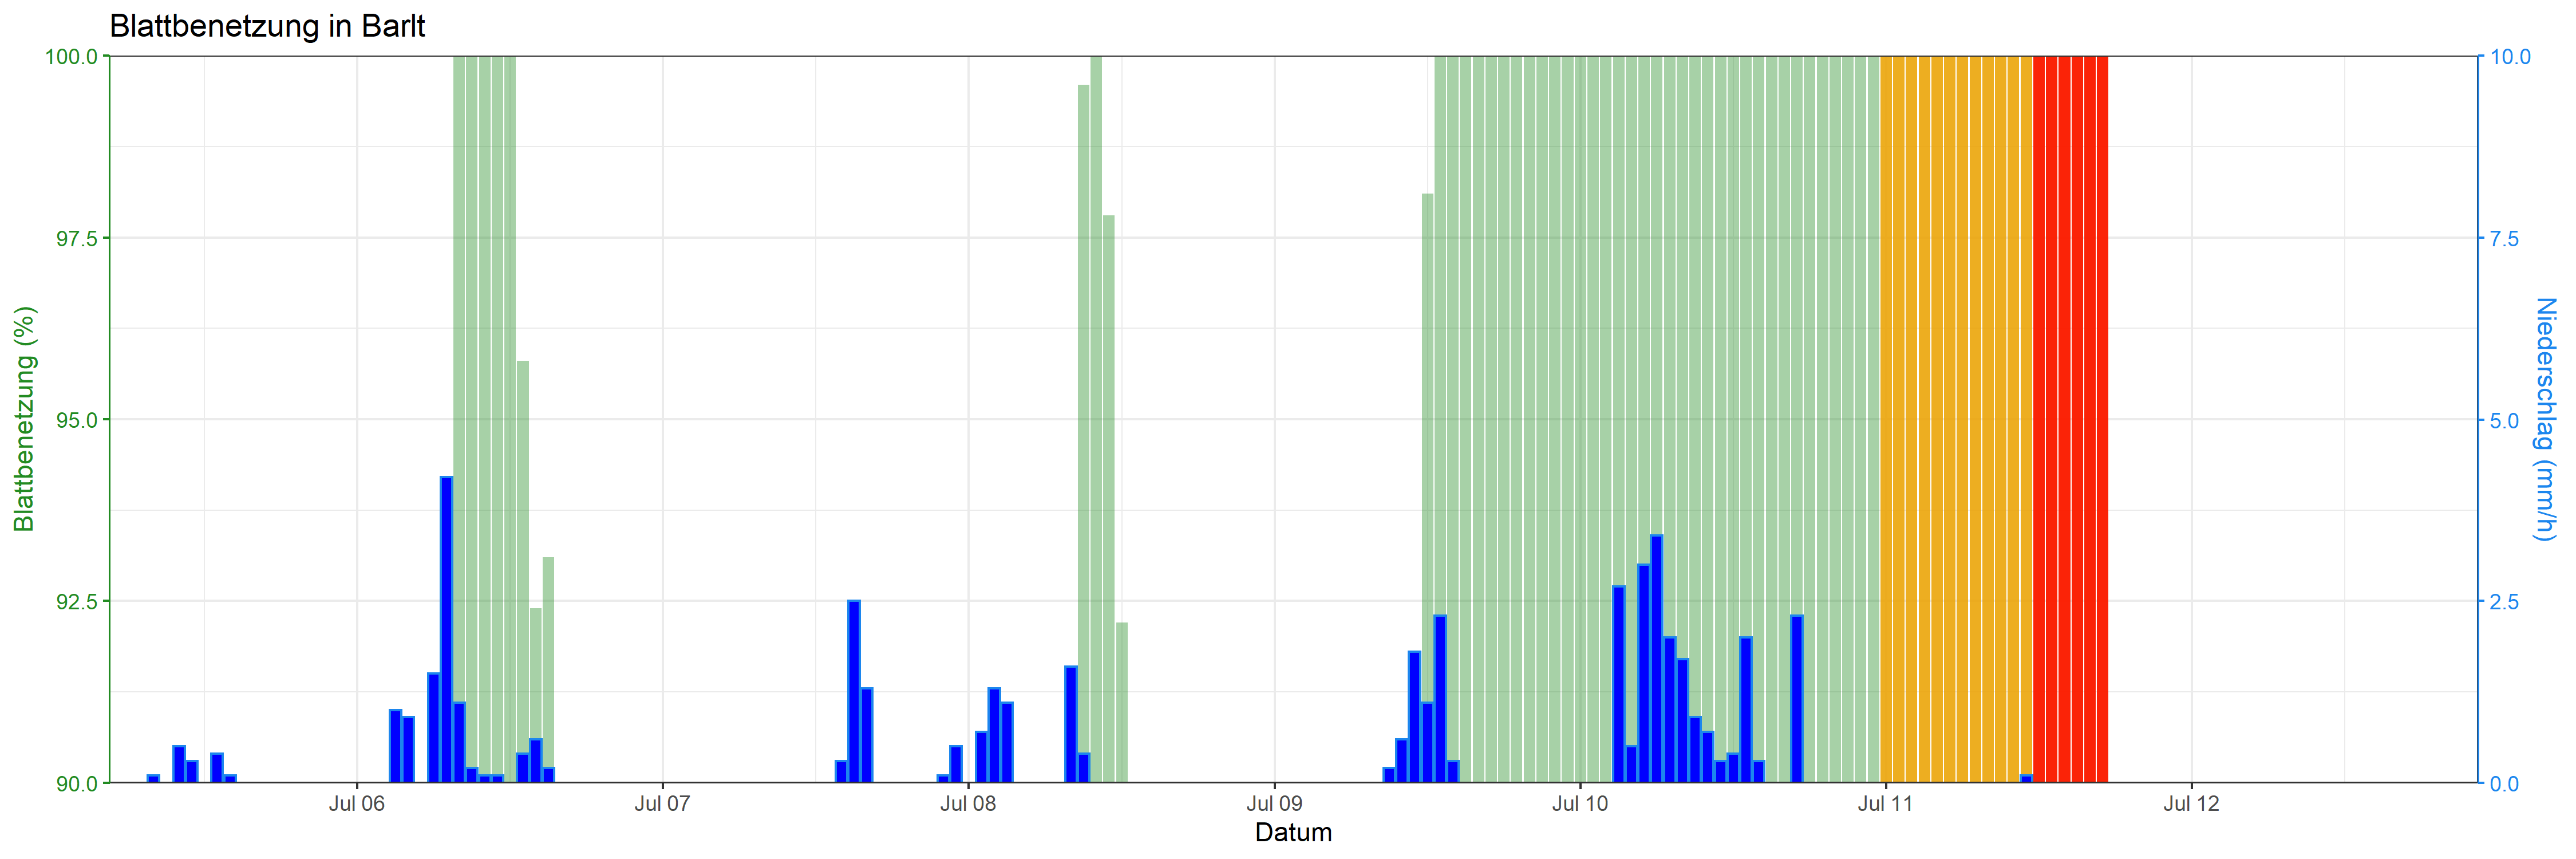 Blattbenetzung in Barlt
100.0
97.5
95.0
92.5
90.0
Blattbenetzung (%)
10.0
7.5
5.0
2.5
0.0
Niederschlag (mm/h)
Jul 06 Jul 07 Jul 08 Jul 09 Jul 10 Jul 11 Jul 12
Datum